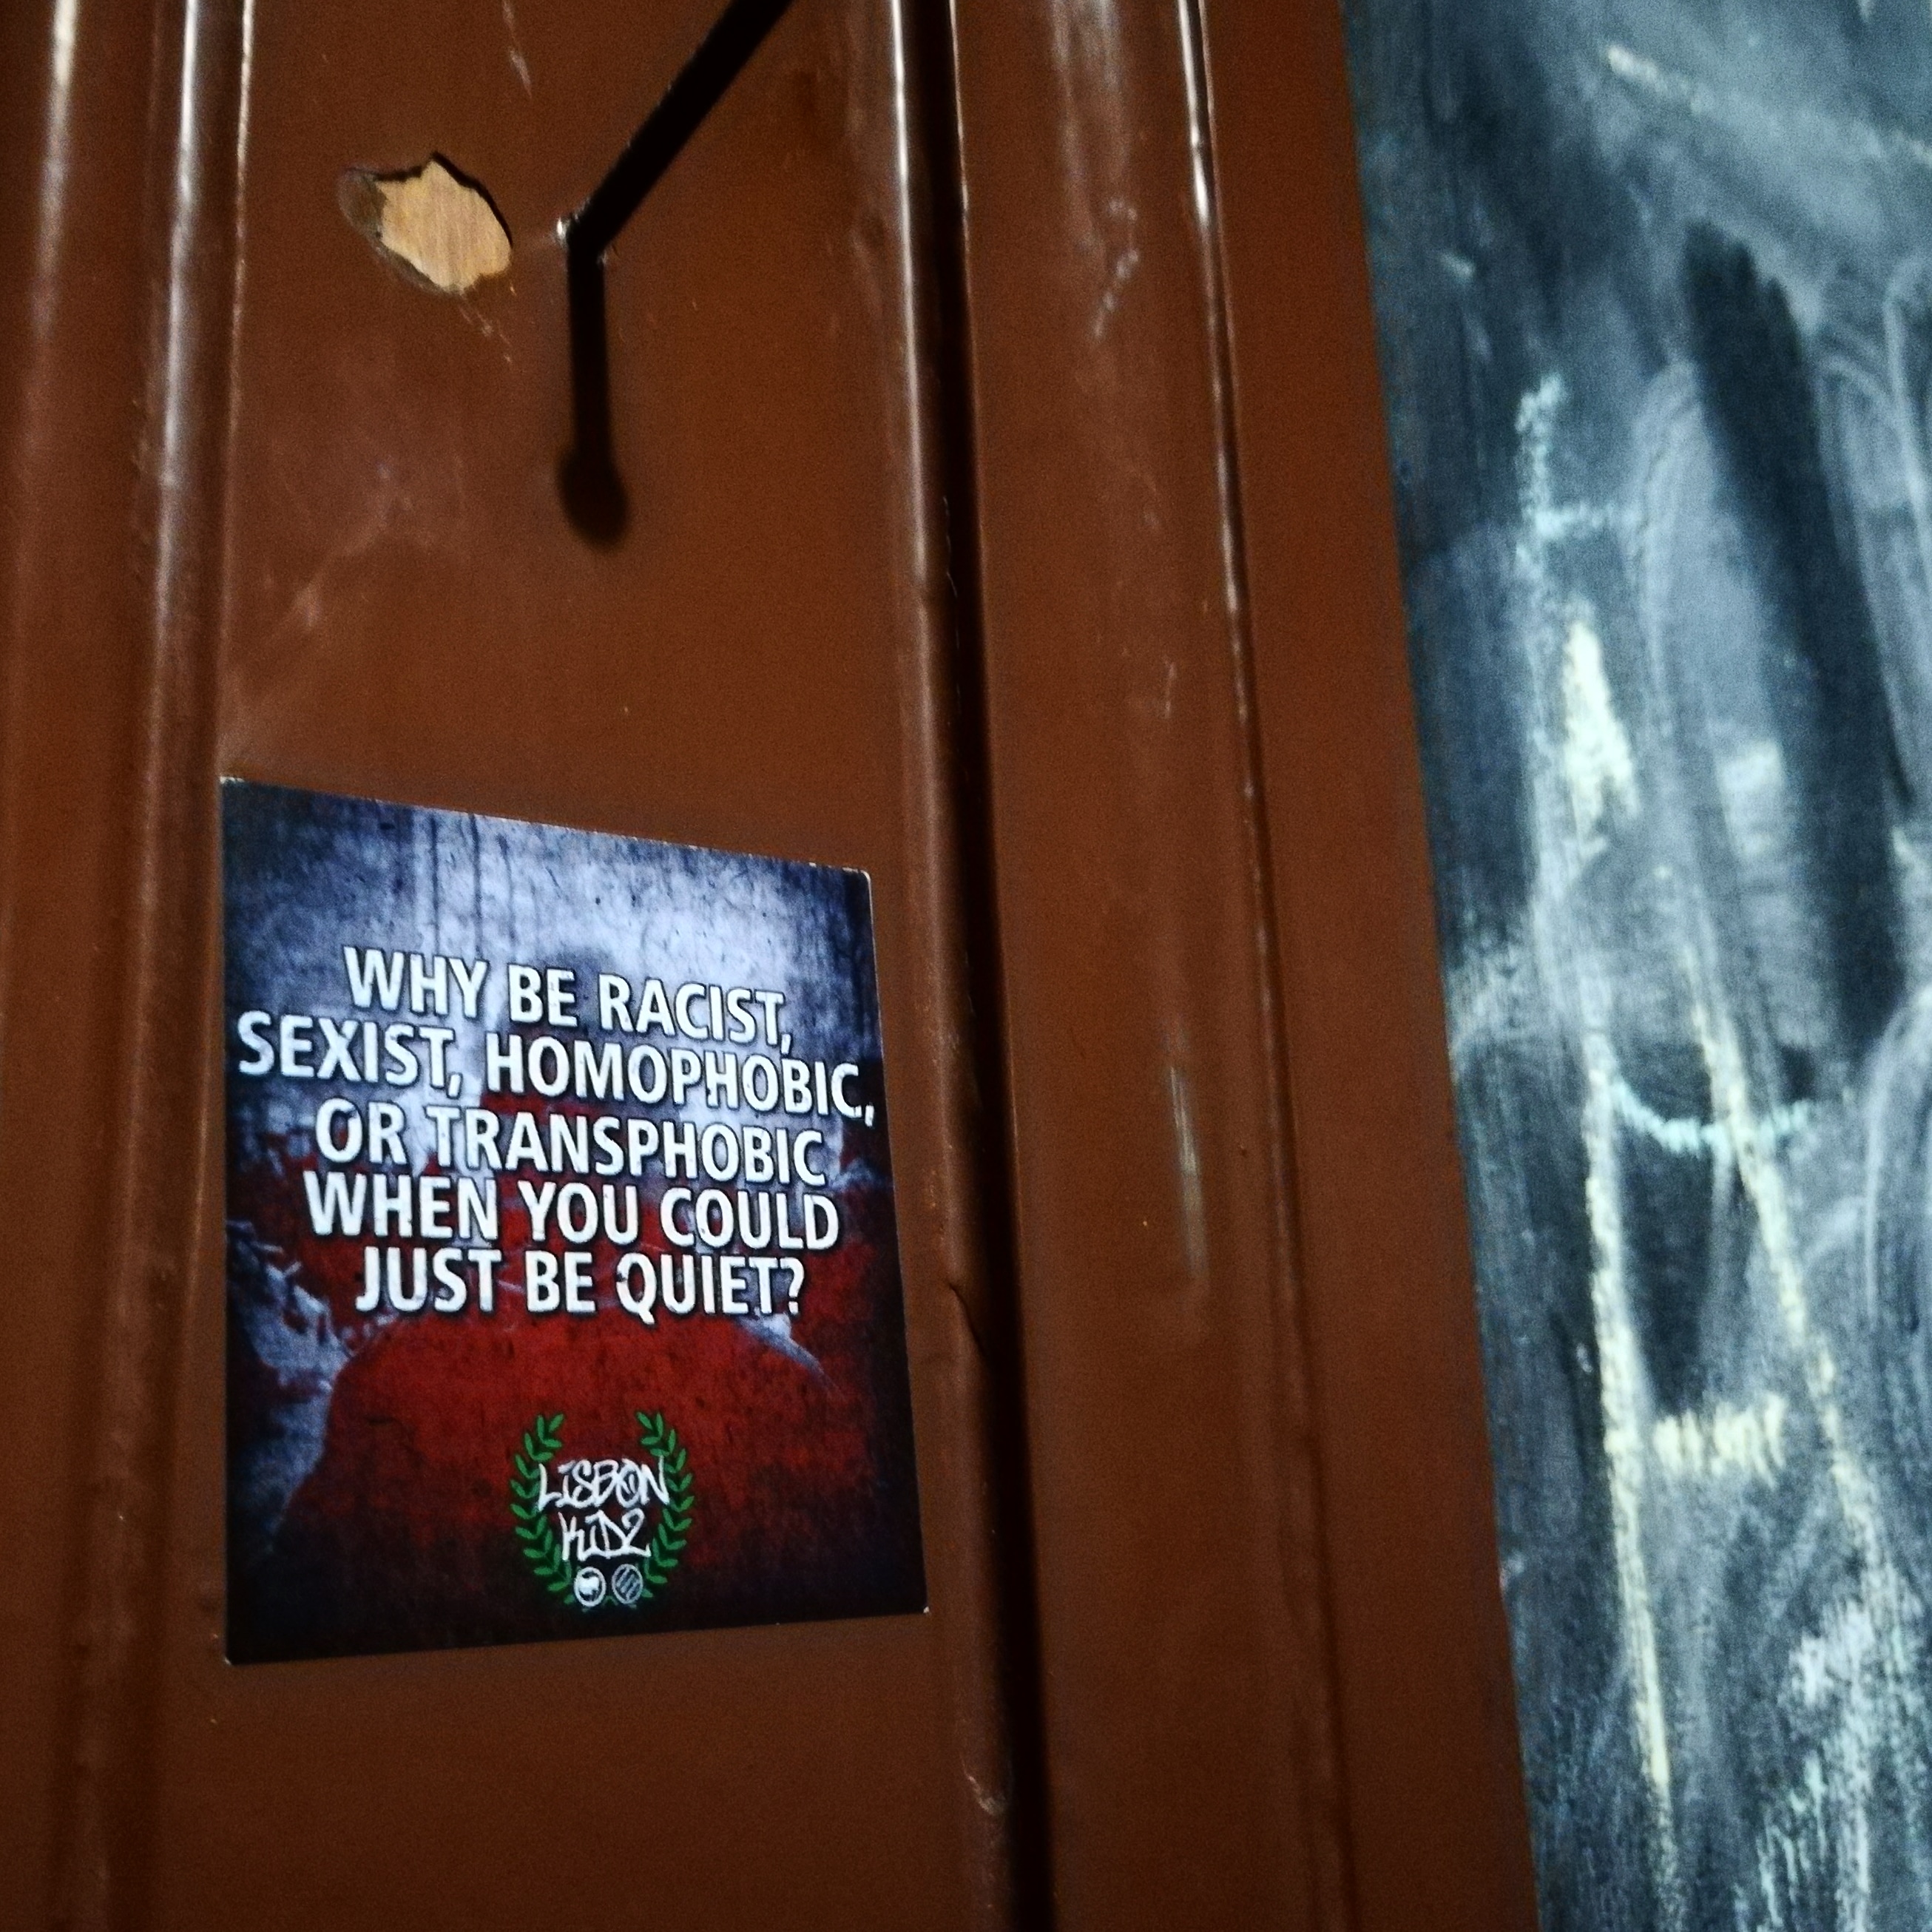 WHY BE RACIST,
SEXIST, HOMOPHOBIC,
OR TRANSPHOBIC
WHEN YOU COULD
JUST BE QUIET?
LISBON
KIDZ